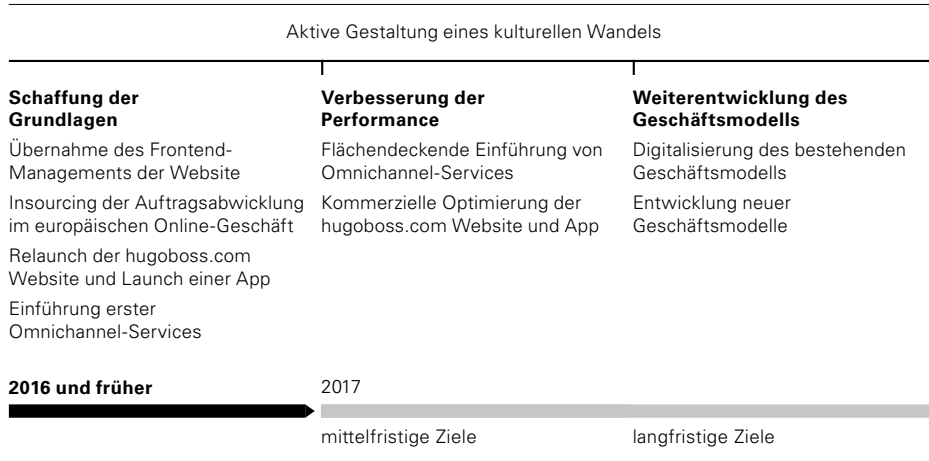 Aktive Gestaltung eines kulturellen Wandels
Schaffung der
Grundlagen
Übernahme des Frontend-
Managements der Website
Insourcing der Auftragsabwicklung
im europäischen Online-Geschäft
Relaunch der hugoboss.com
Website und Launch einer App
Einführung erster
Omnichannel-Services
Verbesserung der
Performance
Flächendeckende Einführung von
Omnichannel-Services
Kommerzielle Optimierung der
hugoboss.com Website und App
Weiterentwicklung des
Geschäftsmodells
Digitalisierung des bestehenden
Geschäftsmodells
Entwicklung neuer
Geschäftsmodelle
2016 und früher
2017
mittelfristige Ziele
langfristige Ziele